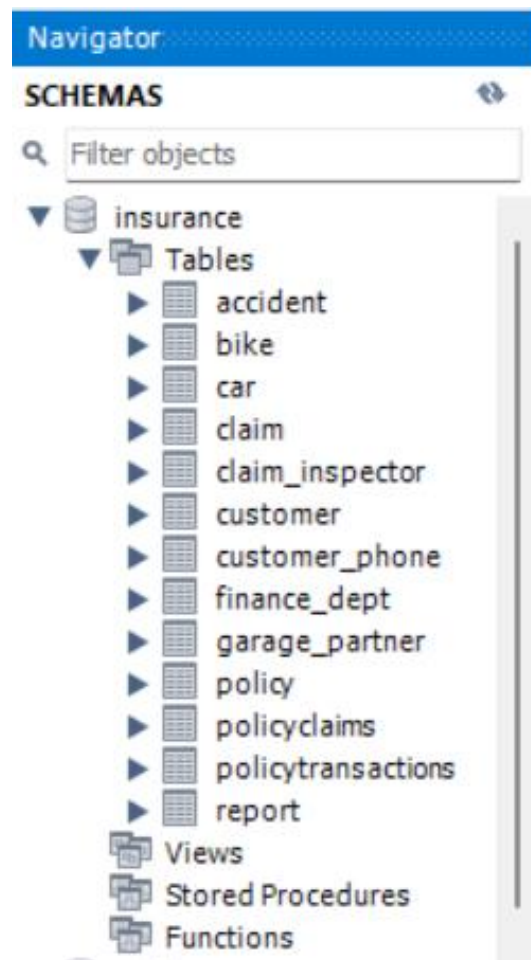 Navigator
SCHEMAS
Filter objects
insurance
Tables
accident
bike
car
claim
claim_inspector
customer
customer_phone
finance_dept
garage_partner
policy
policyclaims
policytransactions
report
Views
Stored Procedures
Functions